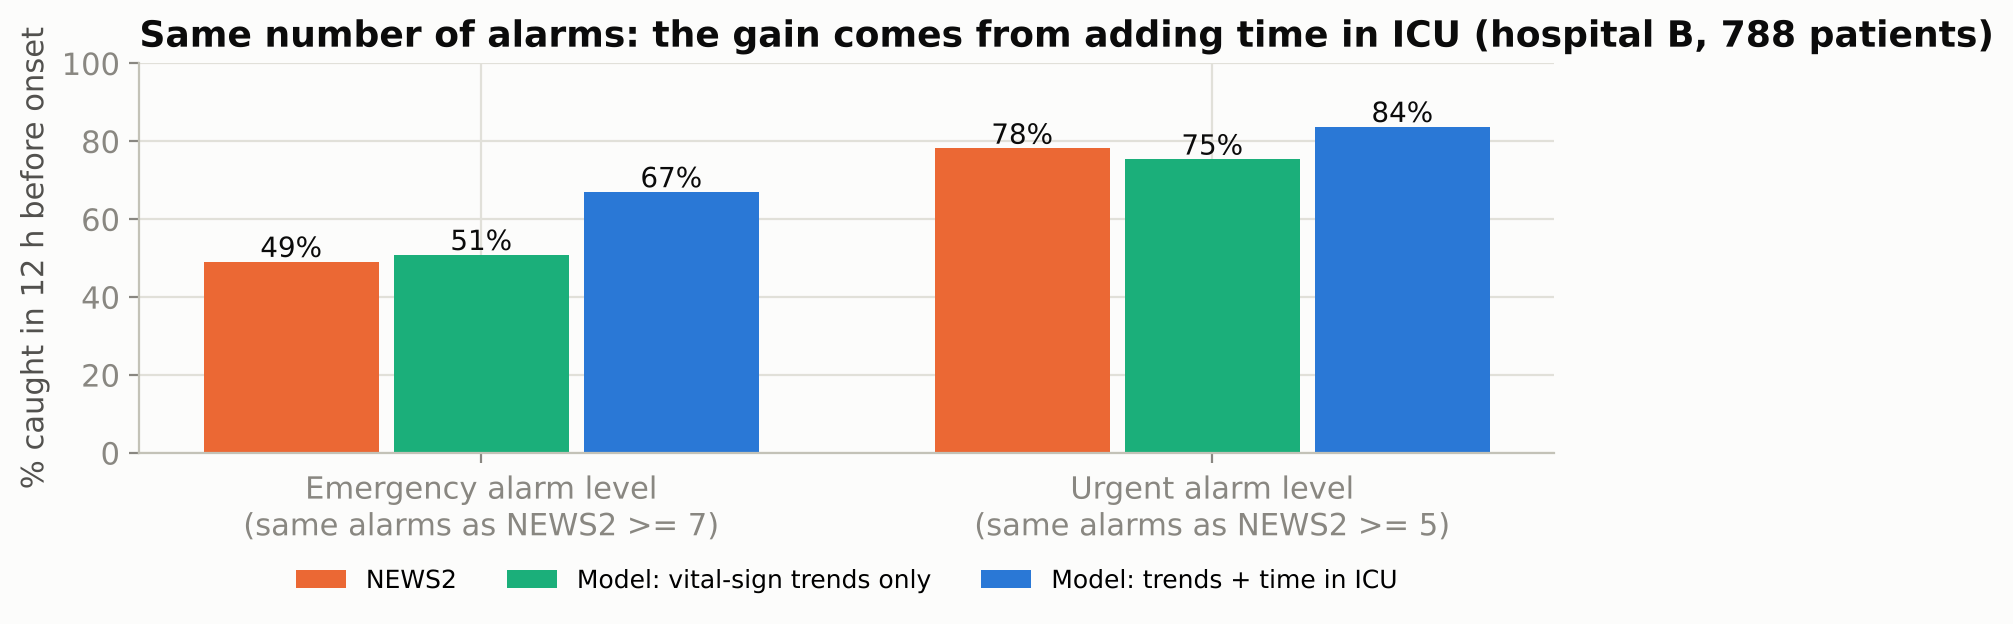 Same number of alarms: the gain comes from adding time in ICU (hospital B, 788 patients)
% caught in 12 h before onset
100
80
60
40
20
0
49%
51%
67%
78%
75%
84%
Emergency alarm level
(same alarms as NEWS2 >= 7)
Urgent alarm level
(same alarms as NEWS2 >= 5)
NEWS2
Model: vital-sign trends only
Model: trends + time in ICU